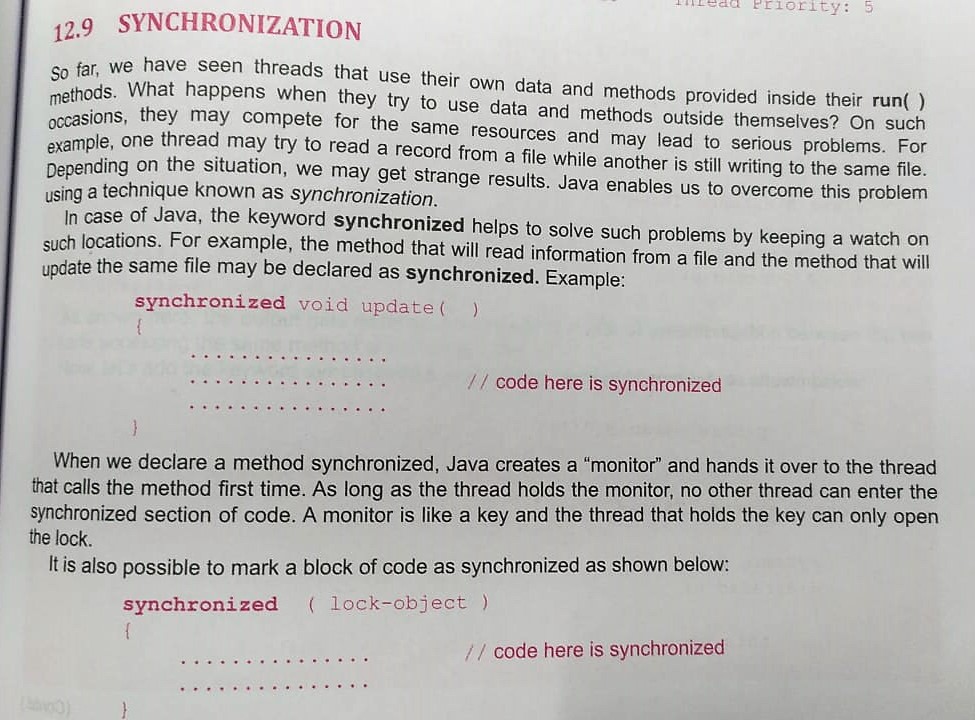 Thread Priority: 5
12.9 SYNCHRONIZATION
So far, we have seen threads that use their own data and methods provided inside their run( )
methods. What happens when they try to use data and methods outside themselves? On such
occasions, they may compete for the same resources and may lead to serious problems. For
example, one thread may try to read a record from a file while another is still writing to the same file.
Depending on the situation, we may get strange results. Java enables us to overcome this problem
using a technique known as synchronization.
In case of Java, the keyword synchronized helps to solve such problems by keeping a watch on
such locations. For example, the method that will read information from a file and the method that will
update the same file may be declared as synchronized. Example:
synchronized void update( )
{
................
................ // code here is synchronized
................
}
When we declare a method synchronized, Java creates a “monitor” and hands it over to the thread
that calls the method first time. As long as the thread holds the monitor, no other thread can enter the
synchronized section of code. A monitor is like a key and the thread that holds the key can only open
the lock.
It is also possible to mark a block of code as synchronized as shown below:
synchronized ( lock-object )
{
............... // code here is synchronized
...............
}